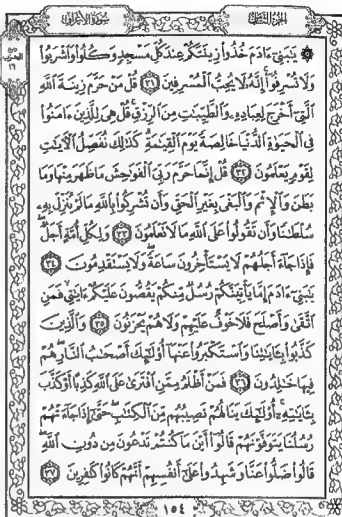 الجزء الثامن
سورة الأعراف
۞ يَٰبَنِىٓ ءَادَمَ خُذُوا۟ زِينَتَكُمْ عِندَ كُلِّ مَسْجِدٍ وَكُلُوا۟ وَٱشْرَبُوا۟
وَلَا تُسْرِفُوٓا۟ إِنَّهُۥ لَا يُحِبُّ ٱلْمُسْرِفِينَ ٣١ قُلْ مَنْ حَرَّمَ زِينَةَ ٱللَّهِ
ٱلَّتِىٓ أَخْرَجَ لِعِبَادِهِۦ وَٱلطَّيِّبَٰتِ مِنَ ٱلرِّزْقِ قُلْ هِىَ لِلَّذِينَ ءَامَنُوا۟
فِى ٱلْحَيَوٰةِ ٱلدُّنْيَا خَالِصَةً يَوْمَ ٱلْقِيَٰمَةِ كَذَٰلِكَ نُفَصِّلُ ٱلْءَايَٰتِ
لِقَوْمٍ يَعْلَمُونَ ٣٢ قُلْ إِنَّمَا حَرَّمَ رَبِّىَ ٱلْفَوَٰحِشَ مَا ظَهَرَ مِنْهَا وَمَا
بَطَنَ وَٱلْإِثْمَ وَٱلْبَغْىَ بِغَيْرِ ٱلْحَقِّ وَأَن تُشْرِكُوا۟ بِٱللَّهِ مَا لَمْ يُنَزِّلْ بِهِۦ
سُلْطَٰنًا وَأَن تَقُولُوا۟ عَلَى ٱللَّهِ مَا لَا تَعْلَمُونَ ٣٣ وَلِكُلِّ أُمَّةٍ أَجَلٌ
فَإِذَا جَآءَ أَجَلُهُمْ لَا يَسْتَأْخِرُونَ سَاعَةً وَلَا يَسْتَقْدِمُونَ ٣٤
يَٰبَنِىٓ ءَادَمَ إِمَّا يَأْتِيَنَّكُمْ رُسُلٌ مِّنكُمْ يَقُصُّونَ عَلَيْكُمْ ءَايَٰتِى فَمَنِ
ٱتَّقَىٰ وَأَصْلَحَ فَلَا خَوْفٌ عَلَيْهِمْ وَلَا هُمْ يَحْزَنُونَ ٣٥ وَٱلَّذِينَ
كَذَّبُوا۟ بِـَٔايَٰتِنَا وَٱسْتَكْبَرُوا۟ عَنْهَآ أُو۟لَٰٓئِكَ أَصْحَٰبُ ٱلنَّارِ هُمْ
فِيهَا خَٰلِدُونَ ٣٦ فَمَنْ أَظْلَمُ مِمَّنِ ٱفْتَرَىٰ عَلَى ٱللَّهِ كَذِبًا أَوْ كَذَّبَ
بِـَٔايَٰتِهِۦٓ أُو۟لَٰٓئِكَ يَنَالُهُمْ نَصِيبُهُم مِّنَ ٱلْكِتَٰبِ حَتَّىٰٓ إِذَا جَآءَتْهُمْ
رُسُلُنَا يَتَوَفَّوْنَهُمْ قَالُوٓا۟ أَيْنَ مَا كُنتُمْ تَدْعُونَ مِن دُونِ ٱللَّهِ
قَالُوا۟ ضَلُّوا۟ عَنَّا وَشَهِدُوا۟ عَلَىٰٓ أَنفُسِهِمْ أَنَّهُمْ كَانُوا۟ كَٰفِرِينَ ٣٧
١٥٤